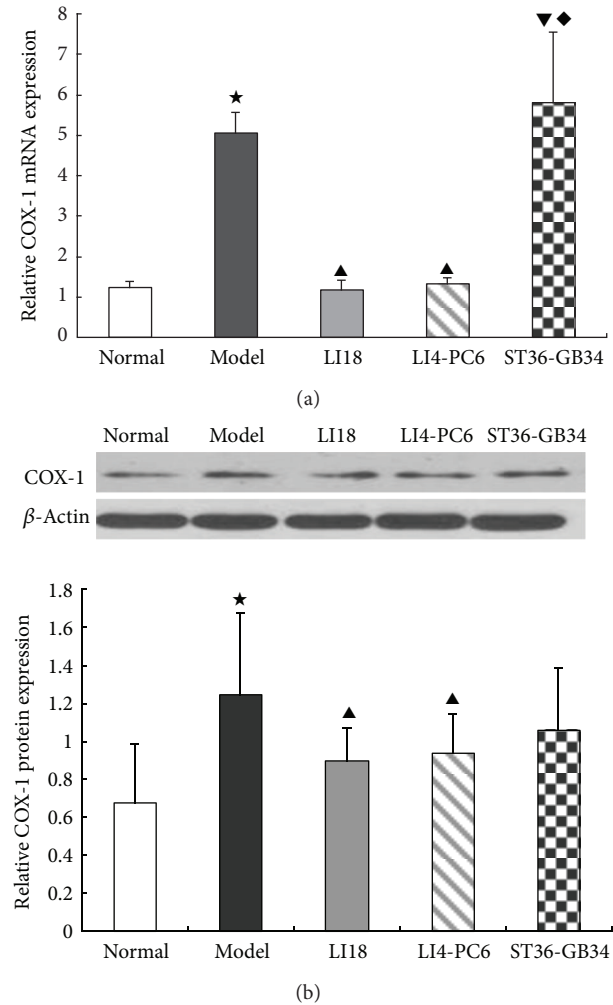 Relative COX-1 mRNA expression
8
7
6
5
4
3
2
1
0
★
▲
▲
▼ ◆
Normal Model LI18 LI4-PC6 ST36-GB34
(a)
Normal Model LI18 LI4-PC6 ST36-GB34
COX-1
β-Actin
Relative COX-1 protein expression
1.8
1.6
1.4
1.2
1
0.8
0.6
0.4
0.2
0
★
▲
▲
Normal Model LI18 LI4-PC6 ST36-GB34
(b)